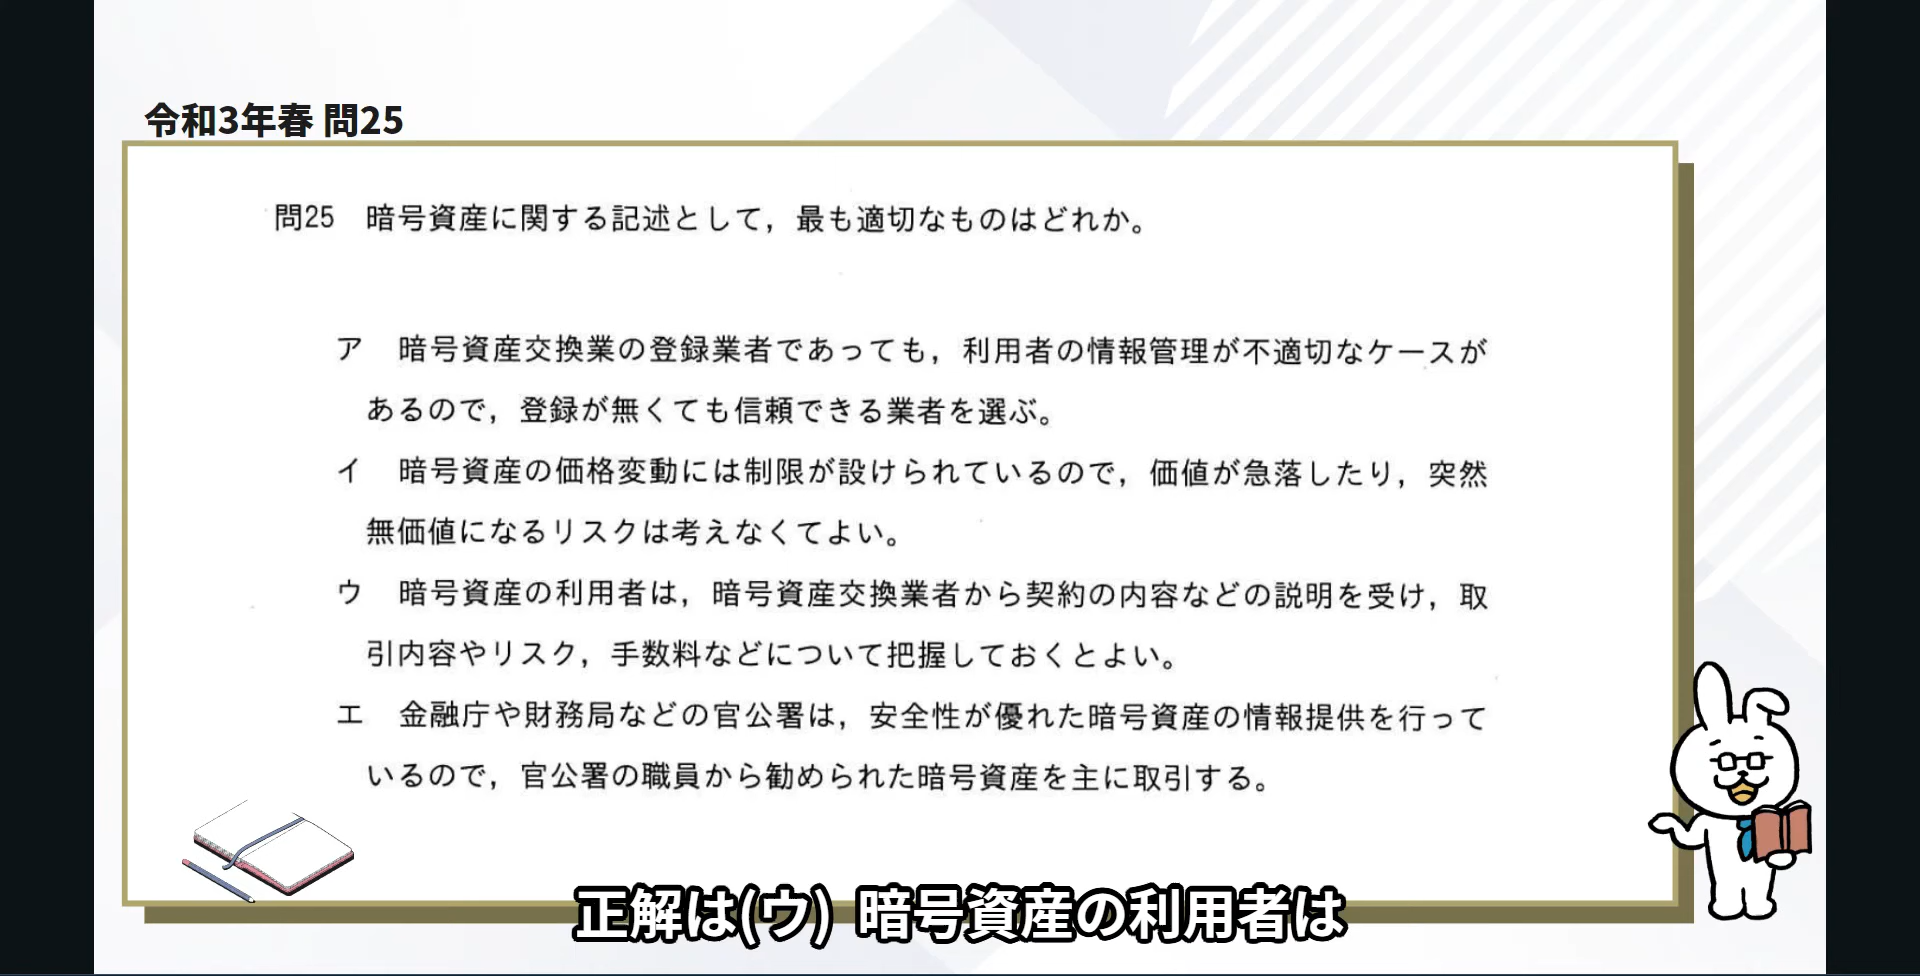 令和3年春 問25
問25　暗号資産に関する記述として，最も適切なものはどれか。
ア　暗号資産交換業の登録業者であっても，利用者の情報管理が不適切なケースが
あるので，登録が無くても信頼できる業者を選ぶ。
イ　暗号資産の価格変動には制限が設けられているので，価値が急落したり，突然
無価値になるリスクは考えなくてよい。
ウ　暗号資産の利用者は，暗号資産交換業者から契約の内容などの説明を受け，取
引内容やリスク，手数料などについて把握しておくとよい。
エ　金融庁や財務局などの官公署は，安全性が優れた暗号資産の情報提供を行って
いるので，官公署の職員から勧められた暗号資産を主に取引する。
正解は(ウ) 暗号資産の利用者は